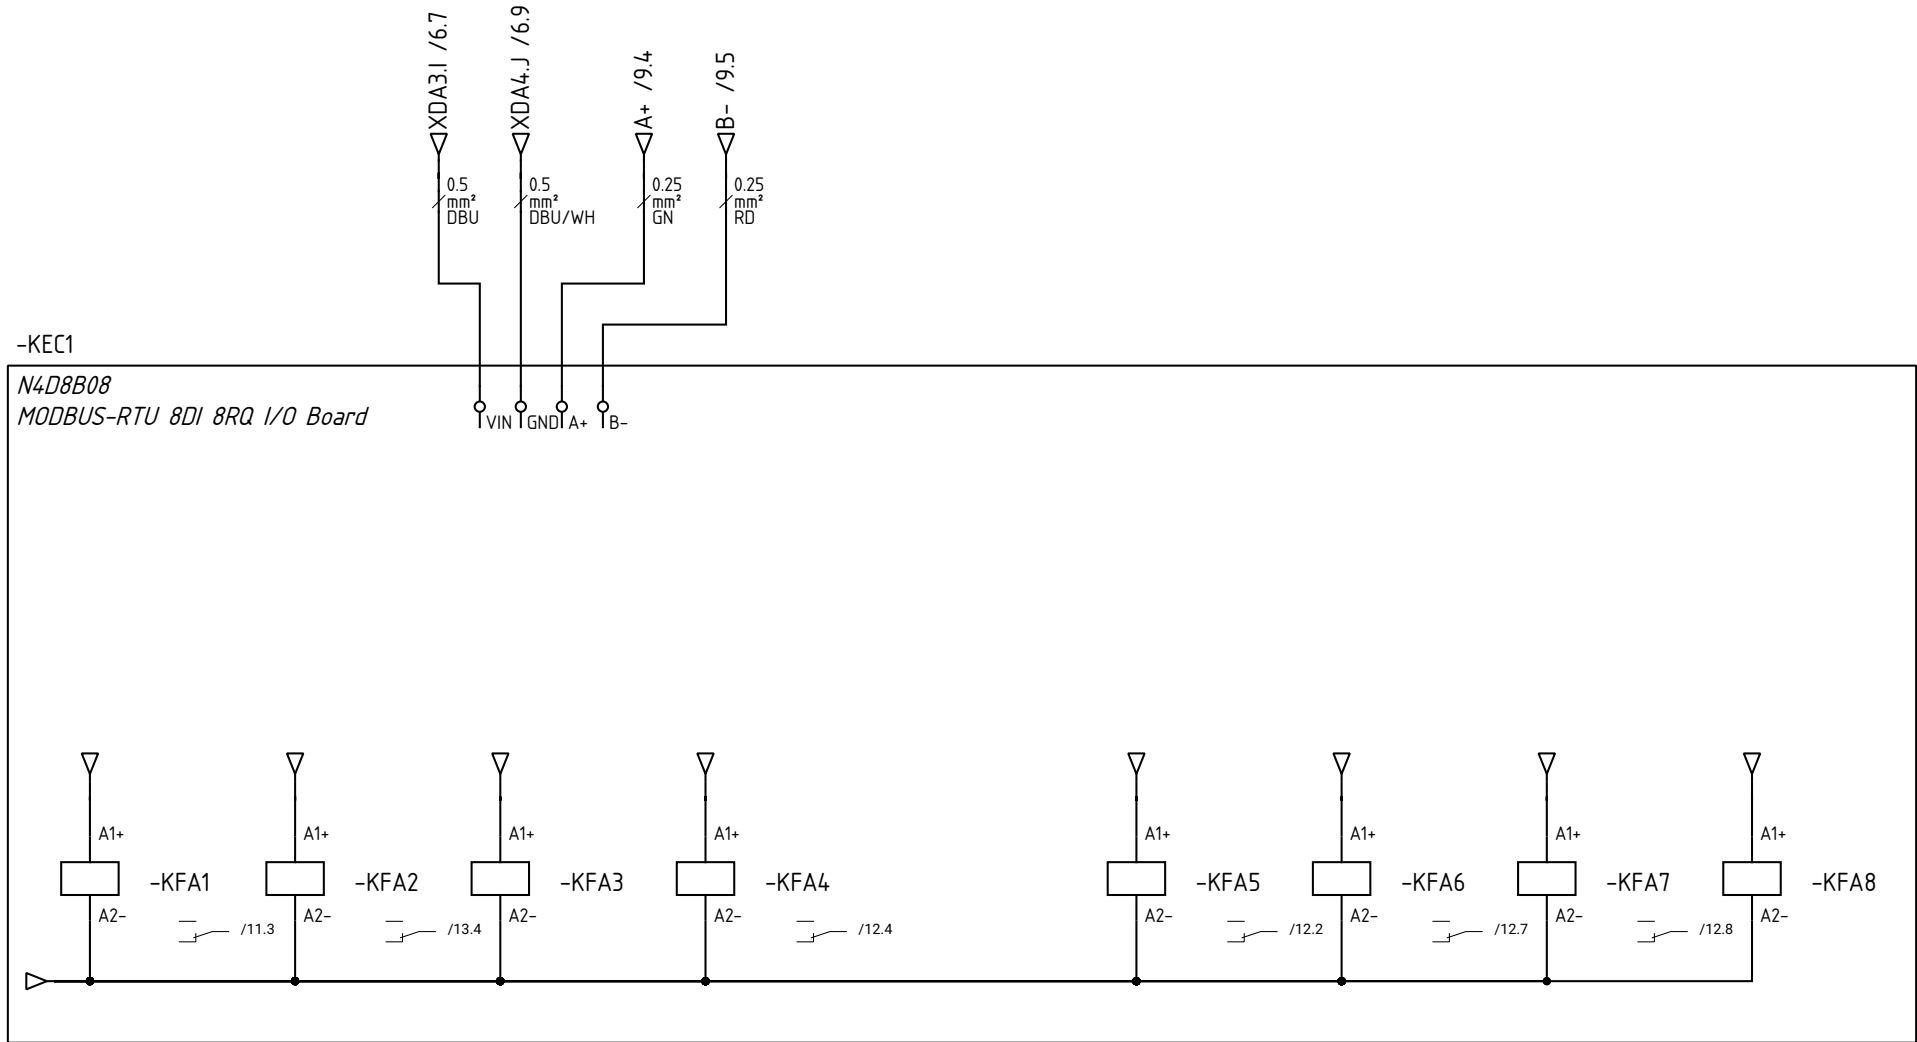 XDA3.I /6.7
XDA4.J /6.9
A+ /9.4
B- /9.5
0.5
mm²
DBU
0.5
mm²
DBU/WH
0.25
mm²
GN
0.25
mm²
RD
-KEC1
N4D8B08
MODBUS-RTU 8DI 8RQ I/O Board
VIN GND A+ B-
A1+ A1+ A1+ A1+ A1+ A1+ A1+ A1+
-KFA1 -KFA2 -KFA3 -KFA4 -KFA5 -KFA6 -KFA7 -KFA8
A2- A2- A2- A2- A2- A2- A2- A2-
/11.3 /13.4 /12.4 /12.2 /12.7 /12.8